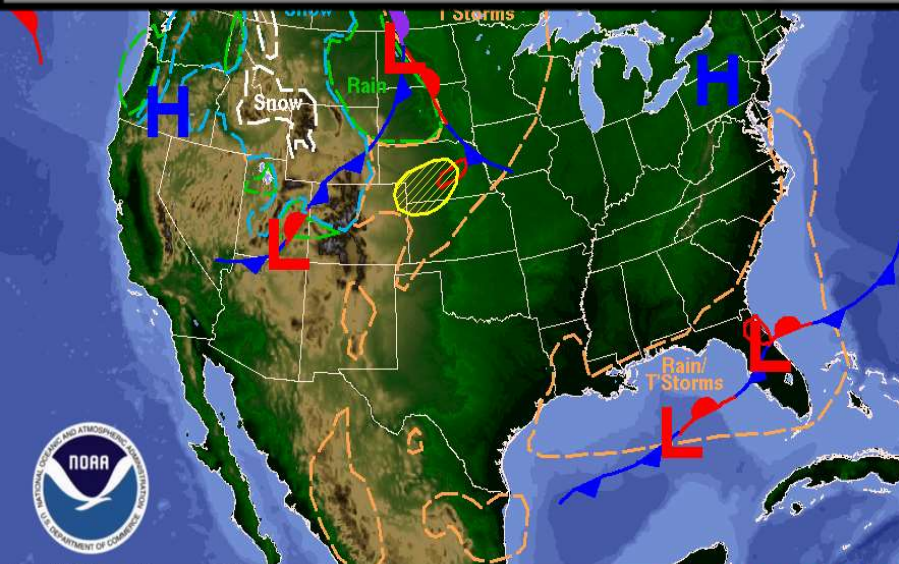 Snow
T'Storms
L
Rain
H
Snow
H
L
L
Rain/
T'Storms
L
NATIONAL OCEANIC AND ATMOSPHERIC ADMINISTRATION
NOAA
U.S. DEPARTMENT OF COMMERCE